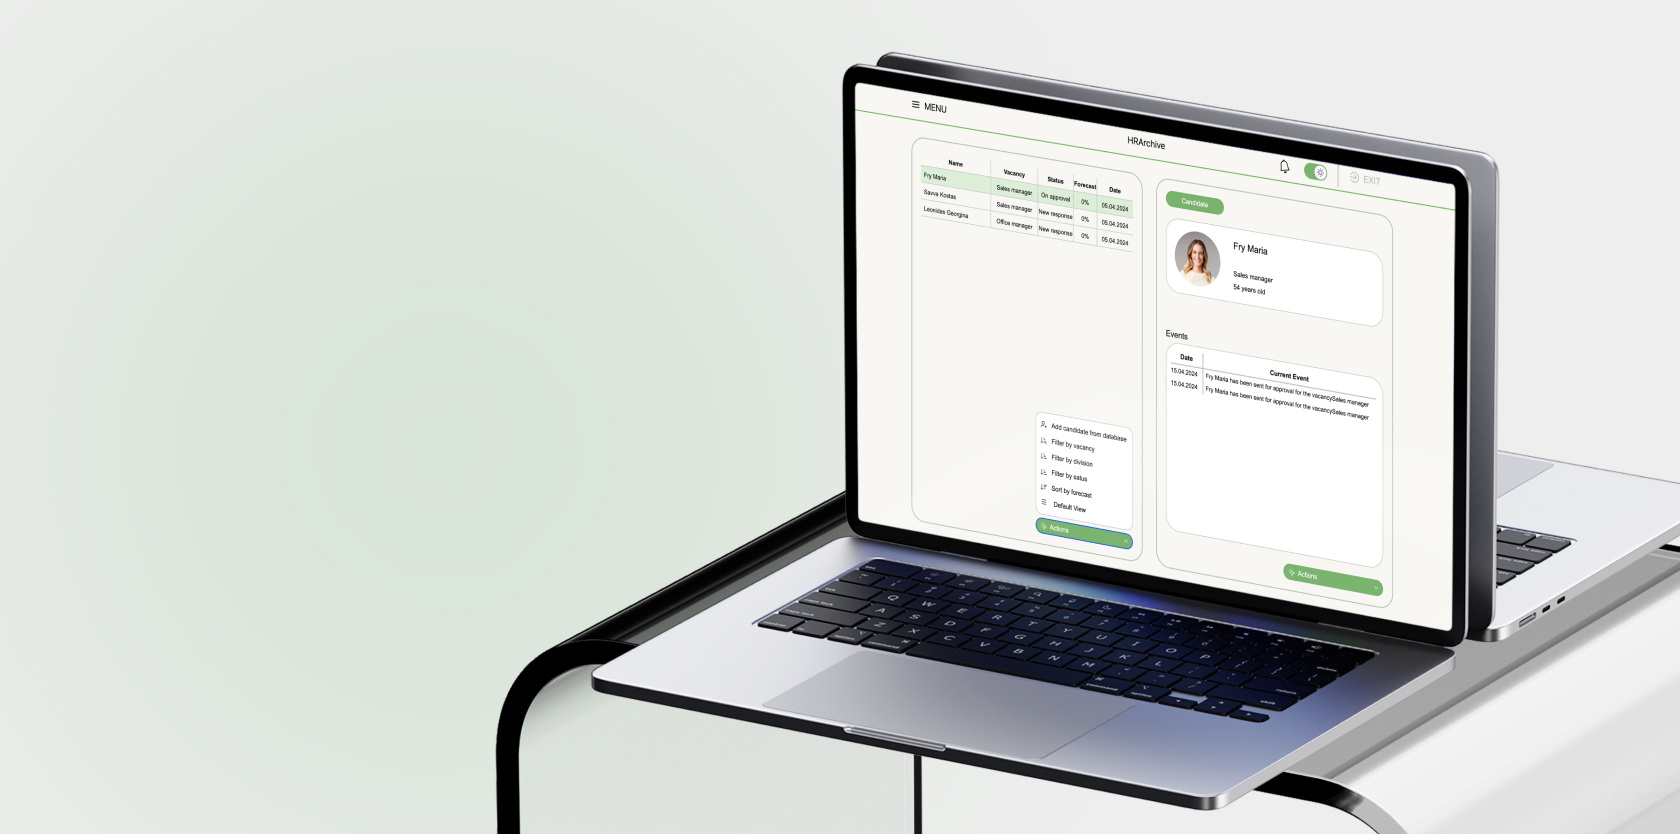 MENU
HRArchive
EXIT
Name Vacancy Status Forecast Date
Fry Maria Sales manager On approval 0% 05.04.2024
Savva Kostas Sales manager New response 0% 05.04.2024
Leonidas Georgina Office manager New response 0% 05.04.2024
Add candidate from database
Filter by vacancy
Filter by division
Filter by satus
Sort by forecast
Default View
Actions
Candidate
Fry Maria
Sales manager
54 years old
Events
Date Current Event
15.04.2024 Fry Maria has been sent for approval for the vacancySales manager
15.04.2024 Fry Maria has been sent for approval for the vacancySales manager
Actions
Q W E R T Y U I O P
A S D F G H J K L
Z X C V B N M
command
command
option
return
shift